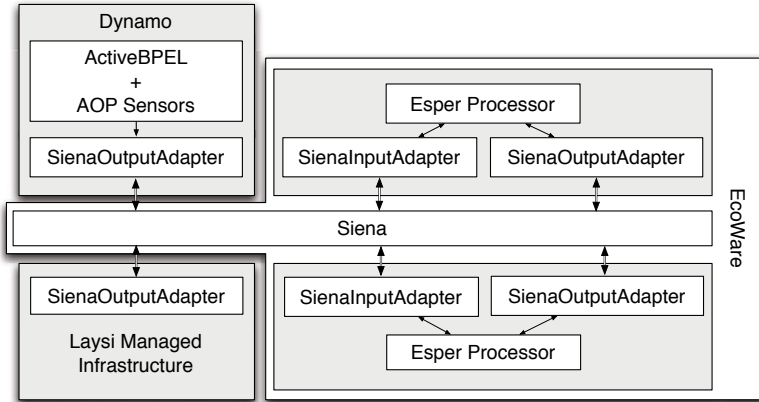 Dynamo
ActiveBPEL
+
AOP Sensors
SienaOutputAdapter
Esper Processor
SienaInputAdapter
SienaOutputAdapter
EcoWare
Siena
SienaOutputAdapter
Laysi Managed
Infrastructure
SienaInputAdapter
SienaOutputAdapter
Esper Processor